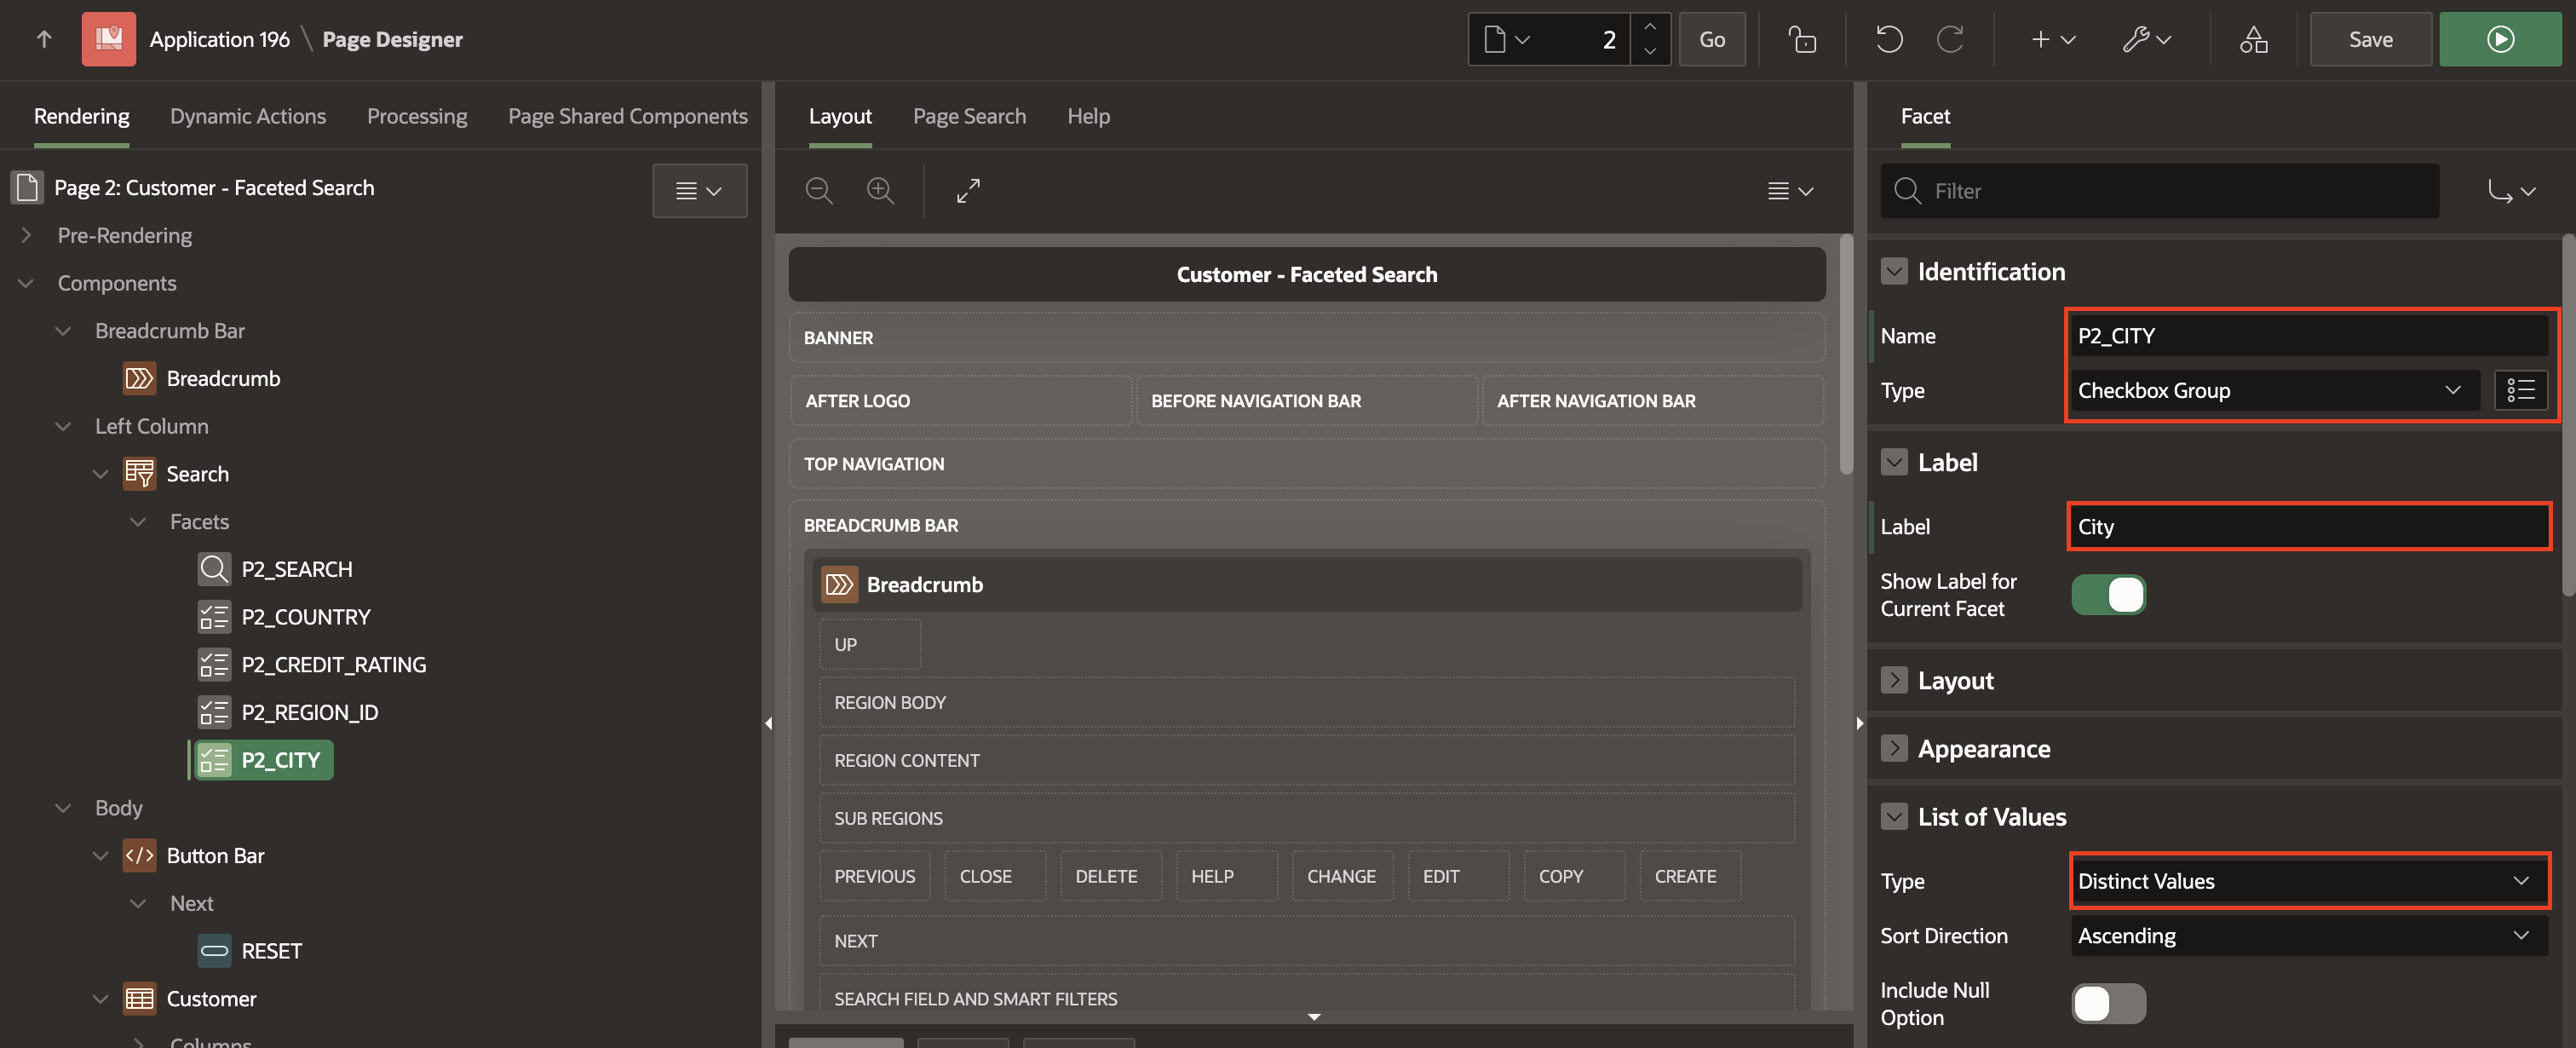 Application 196 \ Page Designer
2
Go
Save
Rendering
Dynamic Actions
Processing
Page Shared Components
Page 2: Customer - Faceted Search
Pre-Rendering
Components
Breadcrumb Bar
Breadcrumb
Left Column
Search
Facets
P2_SEARCH
P2_COUNTRY
P2_CREDIT_RATING
P2_REGION_ID
P2_CITY
Body
Button Bar
Next
RESET
Customer
Columns
Layout
Page Search
Help
Customer - Faceted Search
BANNER
AFTER LOGO
BEFORE NAVIGATION BAR
AFTER NAVIGATION BAR
TOP NAVIGATION
BREADCRUMB BAR
Breadcrumb
UP
REGION BODY
REGION CONTENT
SUB REGIONS
PREVIOUS
CLOSE
DELETE
HELP
CHANGE
EDIT
COPY
CREATE
NEXT
SEARCH FIELD AND SMART FILTERS
Facet
Filter
Identification
Name
P2_CITY
Type
Checkbox Group
Label
Label
City
Show Label for
Current Facet
Layout
Appearance
List of Values
Type
Distinct Values
Sort Direction
Ascending
Include Null
Option